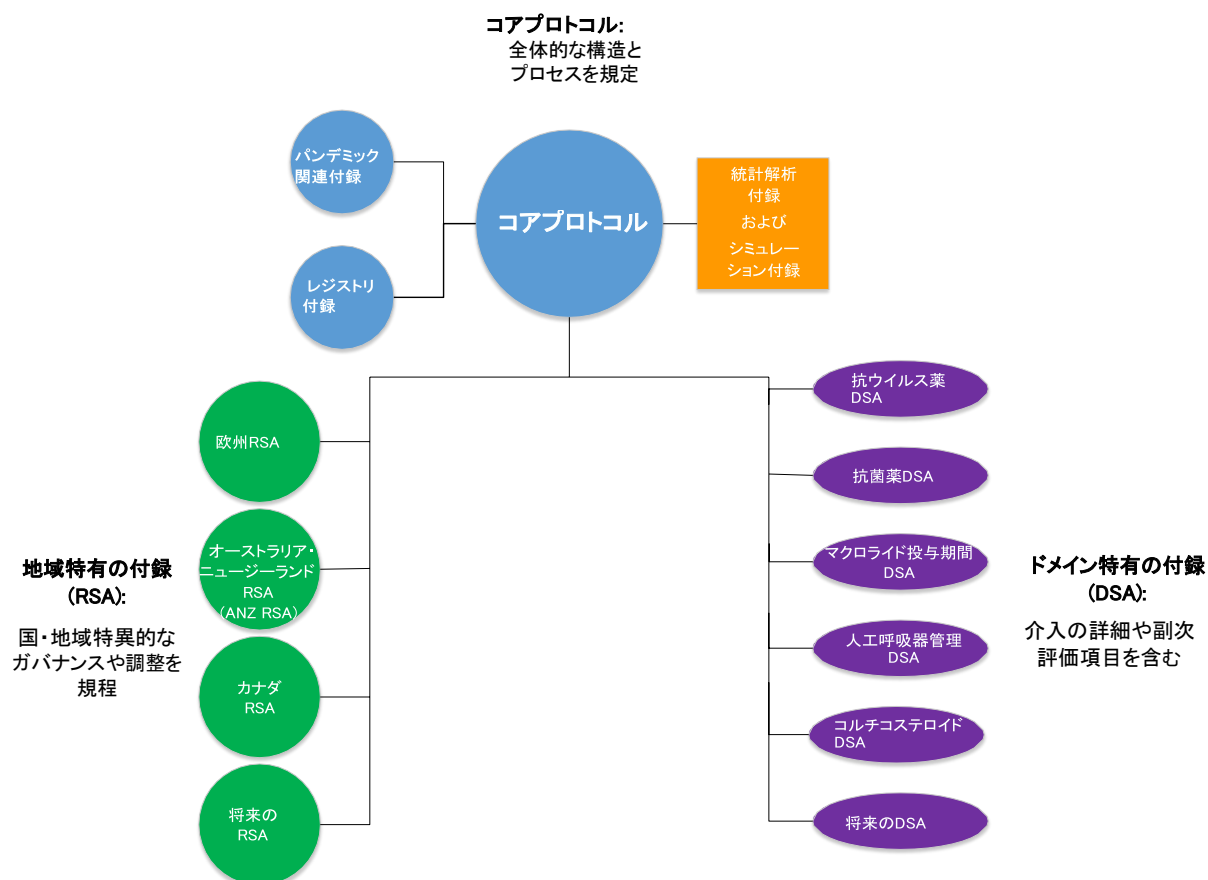 コアプロトコル:
全体的な構造と
プロセスを規定
パンデミック
関連付録
レジストリ
付録
コアプロトコル
統計解析
付録
および
シミュレー
ション付録
欧州RSA
オーストラリア・
ニュージーランド
RSA
(ANZ RSA)
カナダ
RSA
将来の
RSA
地域特有の付録
(RSA):
国・地域特異的な
ガバナンスや調整を
規程
抗ウイルス薬
DSA
抗菌薬DSA
マクロライド投与期間
DSA
人工呼吸器管理
DSA
コルチコステロイド
DSA
将来のDSA
ドメイン特有の付録
(DSA):
介入の詳細や副次
評価項目を含む